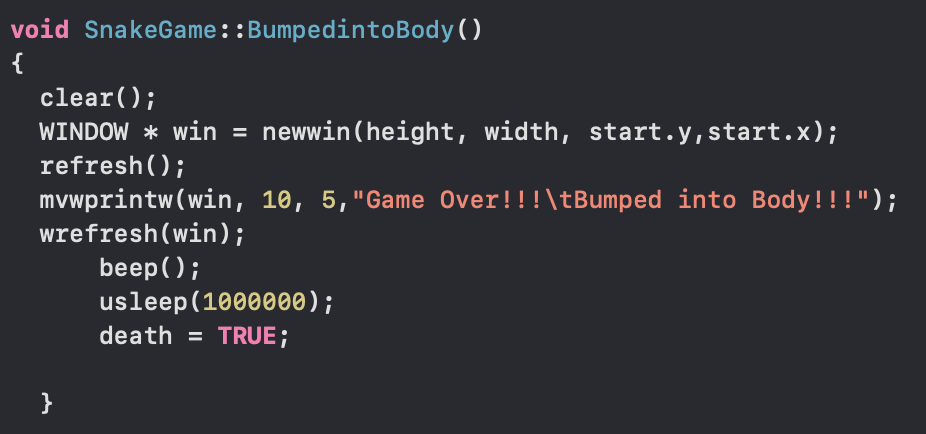 void SnakeGame::BumpedintoBody()
{
  clear();
  WINDOW * win = newwin(height, width, start.y,start.x);
  refresh();
  mvwprintw(win, 10, 5,"Game Over!!!\tBumped into Body!!!");
  wrefresh(win);
      beep();
      usleep(1000000);
      death = TRUE;

  }